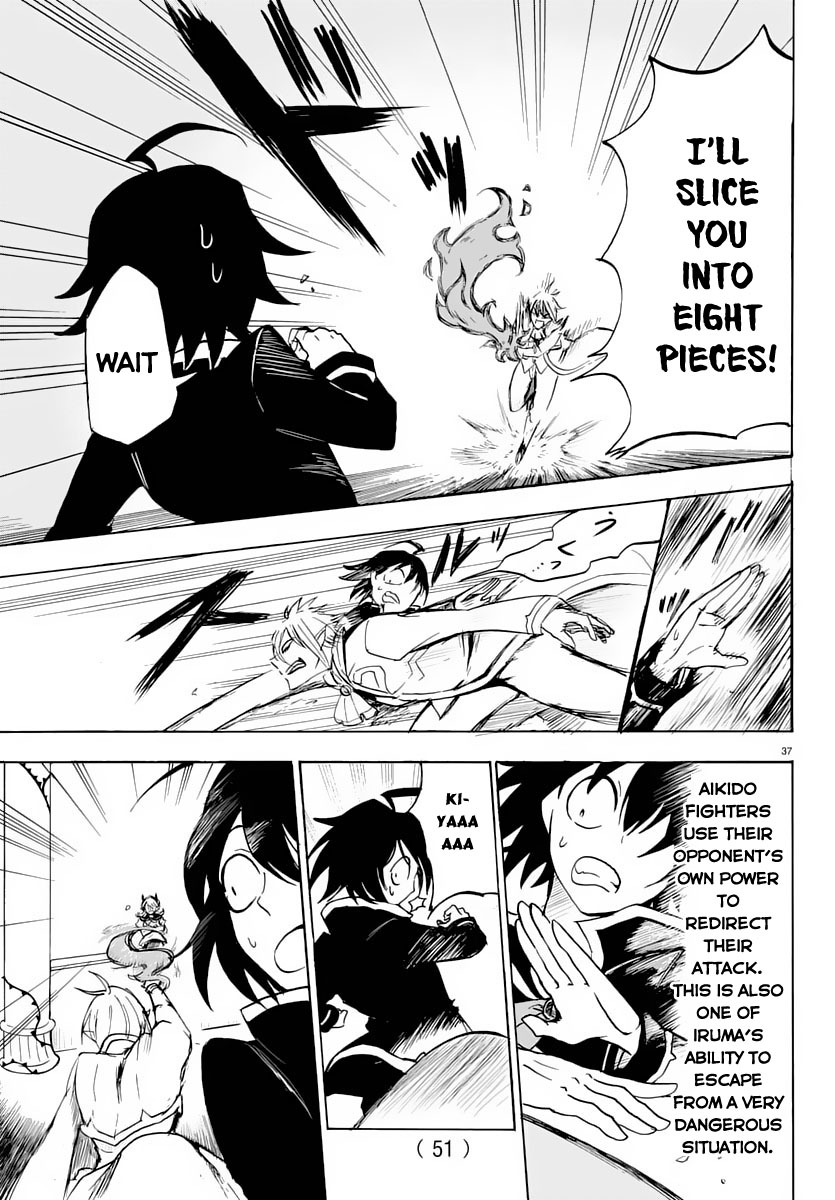 I'LL
SLICE
YOU
INTO
EIGHT
PIECES!
WAIT
37
AIKIDO
FIGHTERS
USE THEIR
OPPONENT'S
OWN POWER
TO
REDIRECT
THEIR
ATTACK.
THIS IS ALSO
ONE OF
IRUMA'S
ABILITY TO
ESCAPE
FROM A VERY
DANGEROUS
SITUATION.
KI-
YAAA
AAA
( 51 )